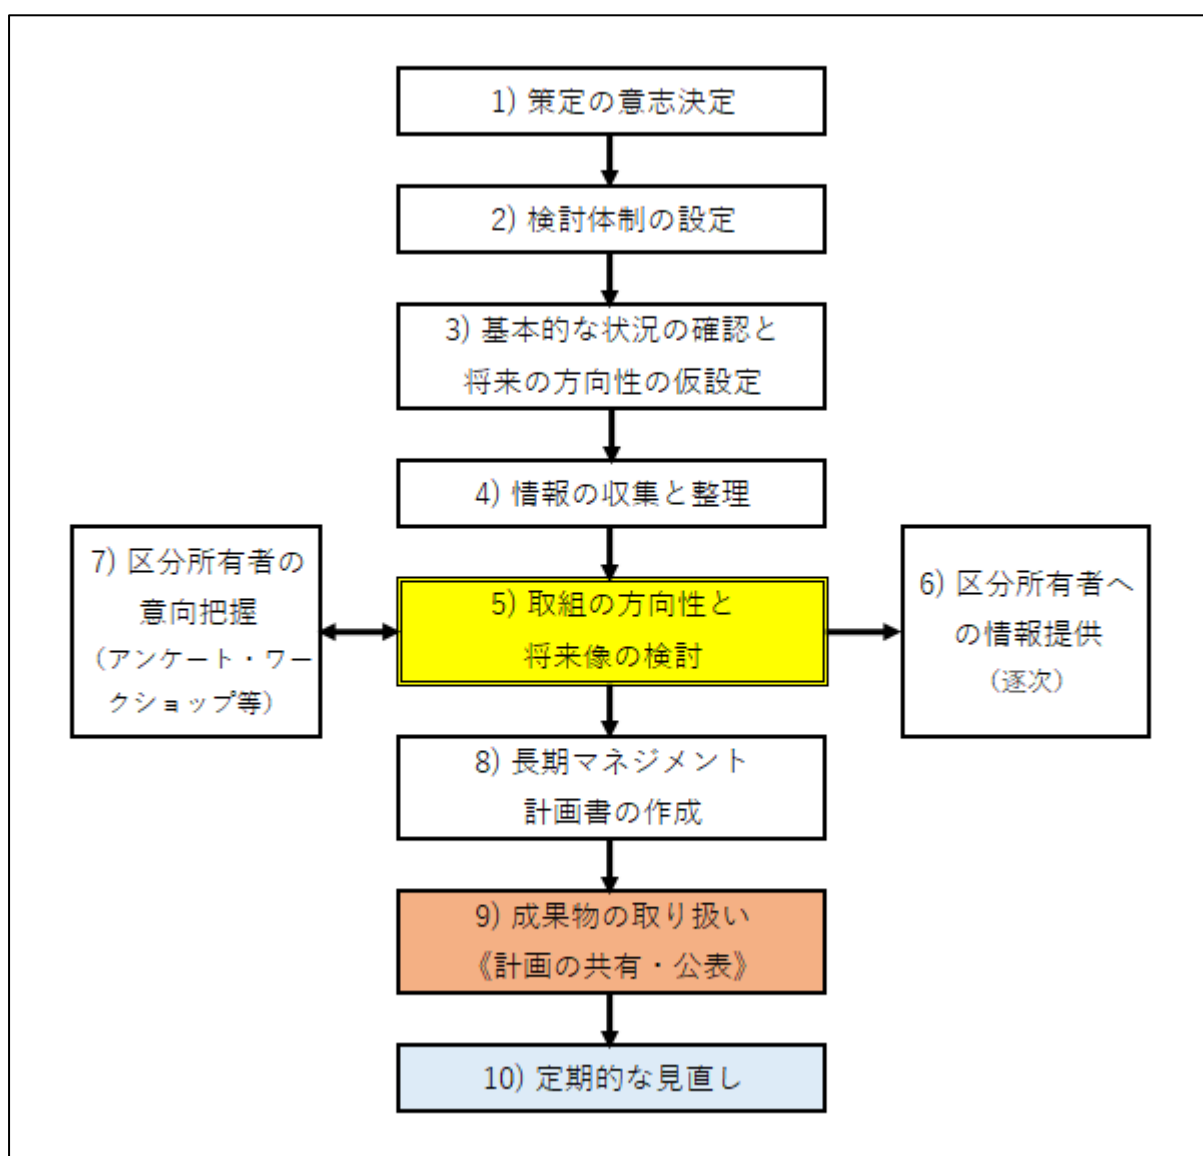 1) 策定の意志決定
2) 検討体制の設定
3) 基本的な状況の確認と
将来の方向性の仮設定
4) 情報の収集と整理
5) 取組の方向性と
将来像の検討
6) 区分所有者へ
の情報提供
（逐次）
7) 区分所有者の
意向把握
（アンケート・ワー
クショップ等）
8) 長期マネジメント
計画書の作成
9) 成果物の取り扱い
《計画の共有・公表》
10) 定期的な見直し